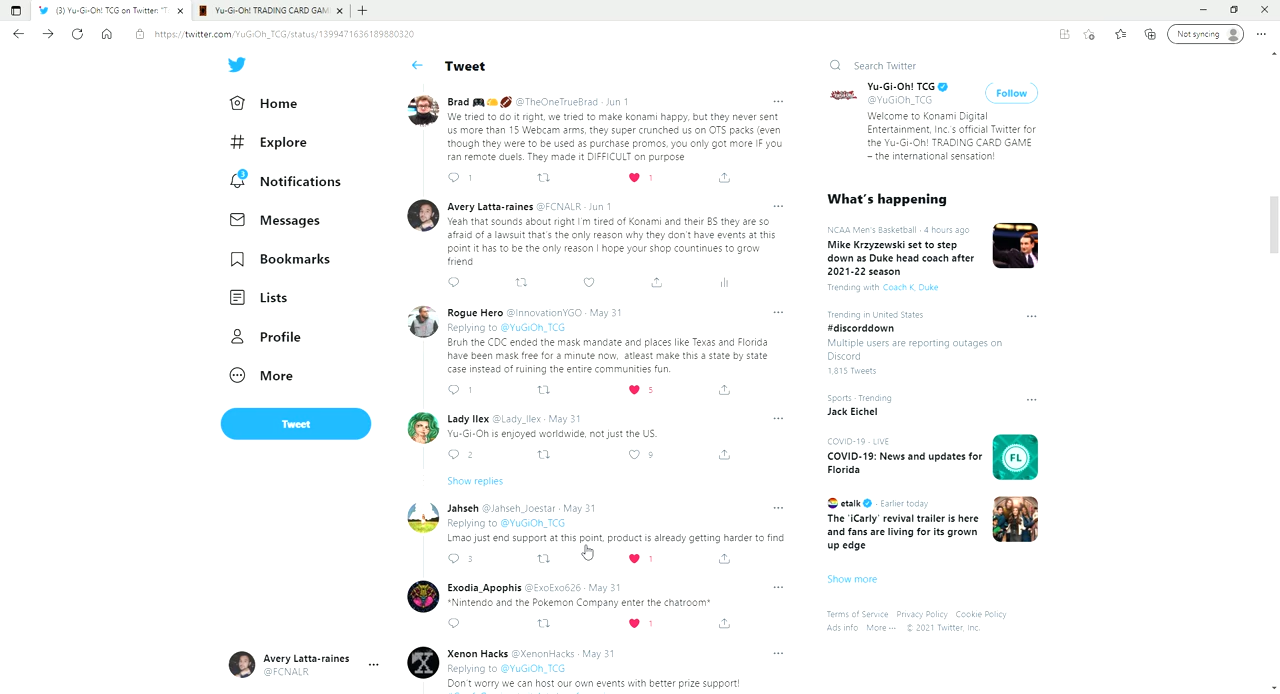 (3) Yu-Gi-Oh! TCG on Twitter: "T
Yu-Gi-Oh! TRADING CARD GAM
https://twitter.com/YuGiOh_TCG/status/1399471636189880320
Not syncing
Home
Explore
3
Notifications
Messages
Bookmarks
Lists
Profile
More
Tweet
Avery Latta-raines
@FCNALR
Tweet
Brad @TheOneTrueBrad · Jun 1
We tried to do it right, we tried to make konami happy, but they never sent
us more than 15 Webcam arms, they super crunched us on OTS packs (even
though they were to be used as purchase promos, you only got more IF you
ran remote duels. They made it DIFFICULT on purpose
1 1
Avery Latta-raines @FCNALR · Jun 1
Yeah that sounds about right I'm tired of Konami and their BS they are so
afraid of a lawsuit that's the only reason why they don't have events at this
point it has to be the only reason I hope your shop countinues to grow
friend
Rogue Hero @InnovationYGO · May 31
Replying to @YuGiOh_TCG
Bruh the CDC ended the mask mandate and places like Texas and Florida
have been mask free for a minute now, atleast make this a state by state
case instead of ruining the entire communities fun.
1 5
Lady Ilex @Lady_Ilex · May 31
Yu-Gi-Oh is enjoyed worldwide, not just the US.
2 9
Show replies
Jahseh @Jahseh_Joestar · May 31
Replying to @YuGiOh_TCG
Lmao just end support at this point, product is already getting harder to find
3 1
Exodia_Apophis @ExoExo626 · May 31
*Nintendo and the Pokemon Company enter the chatroom*
1
Xenon Hacks @XenonHacks · May 31
Replying to @YuGiOh_TCG
Don't worry we can host our own events with better prize support!
Search Twitter
Yu-Gi-Oh! TCG
@YuGiOh_TCG
Follow
Welcome to Konami Digital
Entertainment, Inc.'s official Twitter for
the Yu-Gi-Oh! TRADING CARD GAME
– the international sensation!
What's happening
NCAA Men's Basketball · 4 hours ago
Mike Krzyzewski set to step
down as Duke head coach after
2021-22 season
Trending with Coach K, Duke
Trending in United States
#discorddown
Multiple users are reporting outages on
Discord
1,815 Tweets
Sports · Trending
Jack Eichel
COVID-19 · LIVE
COVID-19: News and updates for
Florida
FL
etalk · Earlier today
The 'iCarly' revival trailer is here
and fans are living for its grown
up edge
Show more
Terms of Service Privacy Policy Cookie Policy
Ads info More ··· © 2021 Twitter, Inc.